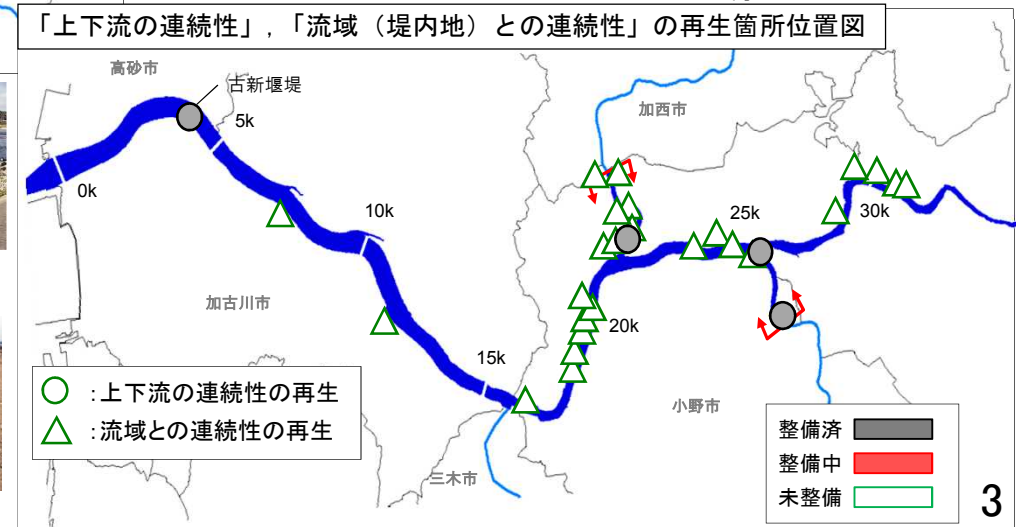 「上下流の連続性」，「流域（堤内地）との連続性」の再生箇所位置図
高砂市
古新堰堤
5k
0k
加西市
10k
25k
30k
加古川市
20k
15k
小野市
三木市
○：上下流の連続性の再生
△：流域との連続性の再生
整備済
整備中
未整備
3